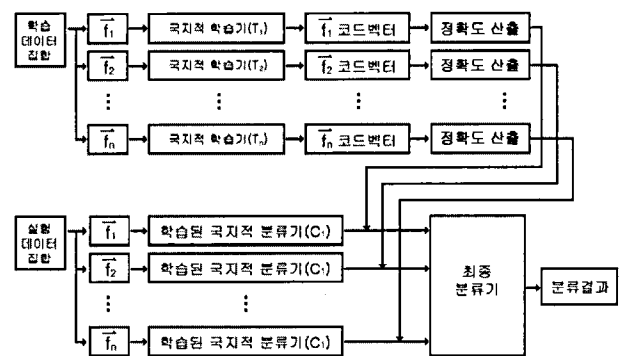 학습
데이터
집합
f₁ 국지적 학습기(T₁) f₁ 코드벡터 정확도 산출
f₂ 국지적 학습기(T₂) f₂ 코드벡터 정확도 산출
⋮ ⋮ ⋮ ⋮
fₙ 국지적 학습기(Tₙ) fₙ 코드벡터 정확도 산출
실험
데이터
집합
f₁ 학습된 국지적 분류기(C₁)
f₂ 학습된 국지적 분류기(C₁)
⋮ ⋮
fₙ 학습된 국지적 분류기(C₁)
최종
분류기
분류결과